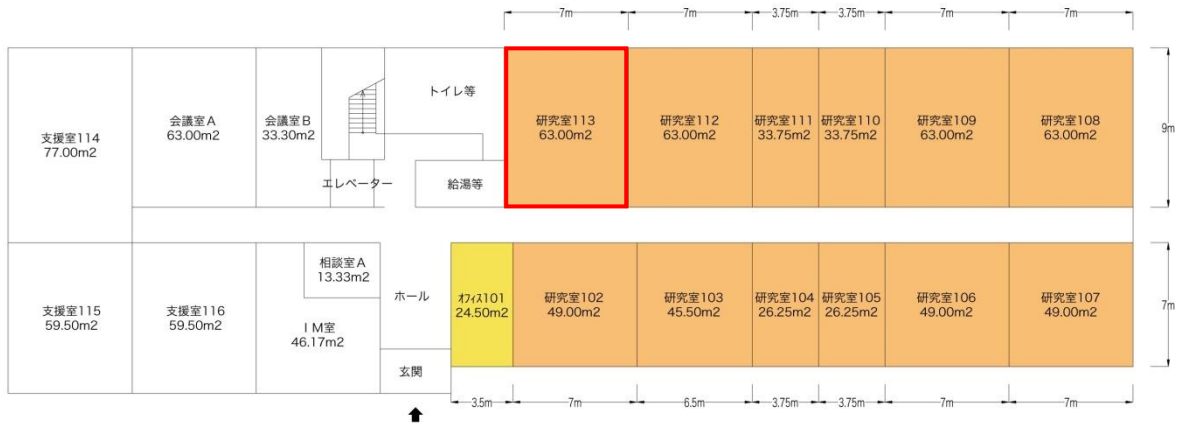 7m
7m
3.75m
3.75m
7m
7m
支援室114
77.00m2
会議室A
63.00m2
会議室B
33.30m2
トイレ等
エレベーター
給湯等
研究室113
63.00m2
研究室112
63.00m2
研究室111
33.75m2
研究室110
33.75m2
研究室109
63.00m2
研究室108
63.00m2
9m
支援室115
59.50m2
支援室116
59.50m2
相談室A
13.33m2
IM室
46.17m2
ホール
玄関
オフィス101
24.50m2
研究室102
49.00m2
研究室103
45.50m2
研究室104
26.25m2
研究室105
26.25m2
研究室106
49.00m2
研究室107
49.00m2
7m
3.5m
7m
6.5m
3.75m
3.75m
7m
7m